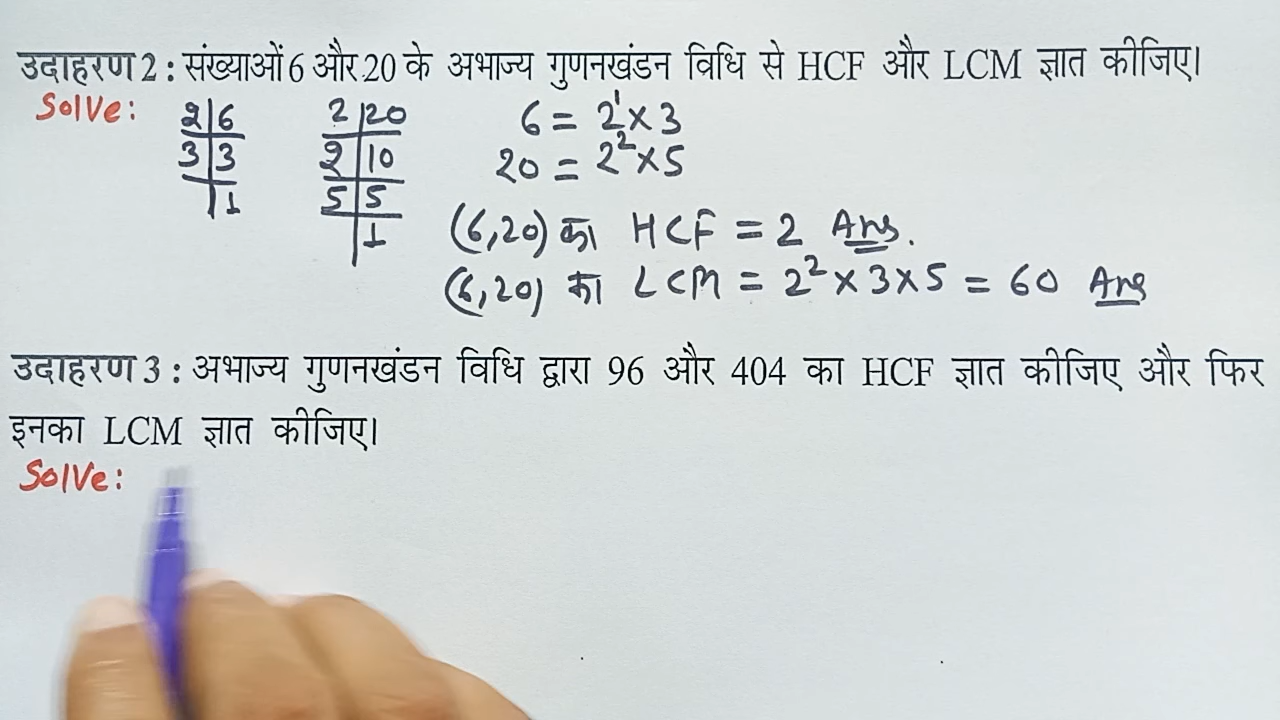 उदाहरण 2 : संख्याओं 6 और 20 के अभाज्य गुणनखंडन विधि से HCF और LCM ज्ञात कीजिए।
Solve:
2 | 6
3 | 3
| 1
2 | 20
2 | 10
5 | 5
| 1
6 = 2¹ × 3
20 = 2² × 5
(6,20) का HCF = 2 Ans.
(6,20) का LCM = 2² × 3 × 5 = 60 Ans
उदाहरण 3 : अभाज्य गुणनखंडन विधि द्वारा 96 और 404 का HCF ज्ञात कीजिए और फिर
इनका LCM ज्ञात कीजिए।
Solve: